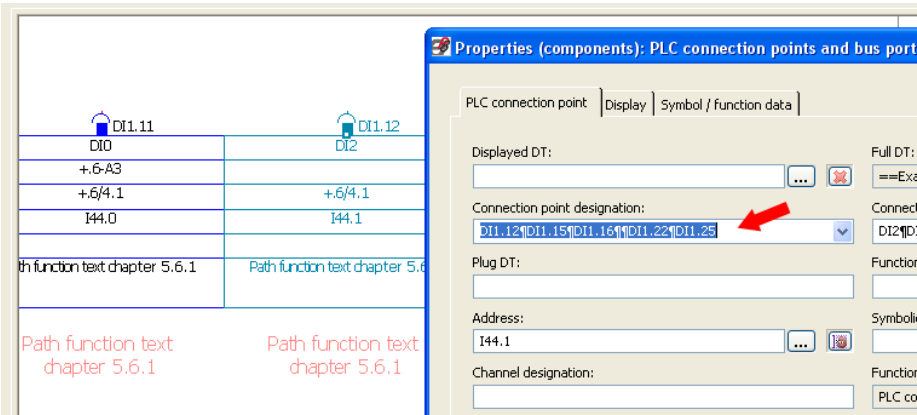 DI1.11
DI1.12
DI0
DI2
+.6-A3
+.6/4.1
+.6/4.1
I44.0
I44.1
th function text chapter 5.6.1
Path function text chapter 5.6
Path function text
chapter 5.6.1
Path function text
chapter 5.6.1
Properties (components): PLC connection points and bus port
PLC connection point
Display
Symbol / function data
Displayed DT:
Full DT:
...
==Exa
Connection point designation:
Connect
DI1.12¶DI1.15¶DI1.16¶¶DI1.22¶DI1.25
DI2¶DI
Plug DT:
Function
Address:
Symboli
I44.1
...
Channel designation:
Function
PLC co